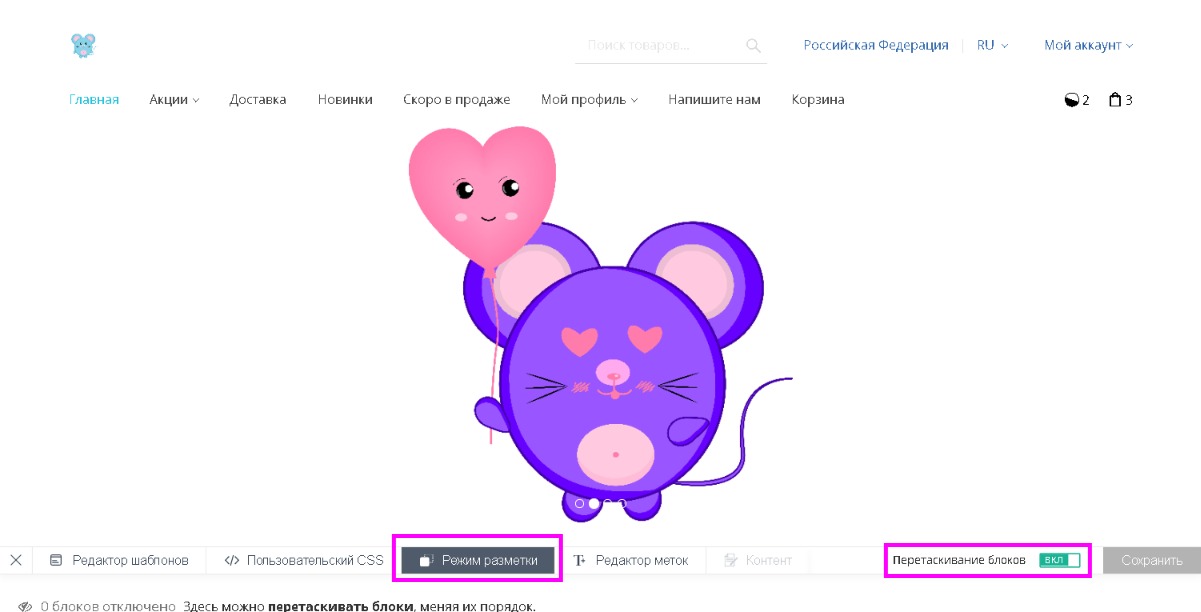 Поиск товаров... Российская Федерация RU Мой аккаунт
Главная Акции Доставка Новинки Скоро в продаже Мой профиль Напишите нам Корзина 2 3
Редактор шаблонов </> Пользовательский CSS Режим разметки T+ Редактор меток Контент Перетаскивание блоков ВКЛ Сохранить
0 блоков отключено Здесь можно перетаскивать блоки, меняя их порядок.